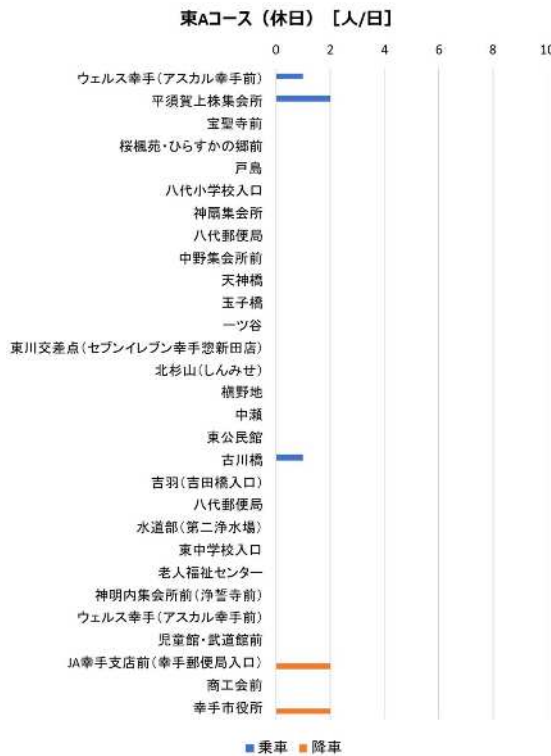 東Aコース（休日） ［人/日］
0 2 4 6 8 10
ウェルス幸手（アスカル幸手前）
平須賀上株集会所
宝聖寺前
桜楓苑・ひらすかの郷前
戸島
八代小学校入口
神扇集会所
八代郵便局
中野集会所前
天神橋
玉子橋
一ツ谷
東川交差点（セブンイレブン幸手惣新田店）
北杉山（しんみせ）
槇野地
中瀬
東公民館
古川橋
吉羽（吉田橋入口）
八代郵便局
水道部（第二浄水場）
東中学校入口
老人福祉センター
神明内集会所前（浄誓寺前）
ウェルス幸手（アスカル幸手前）
児童館・武道館前
JA幸手支店前（幸手郵便局入口）
商工会前
幸手市役所
乗車 降車